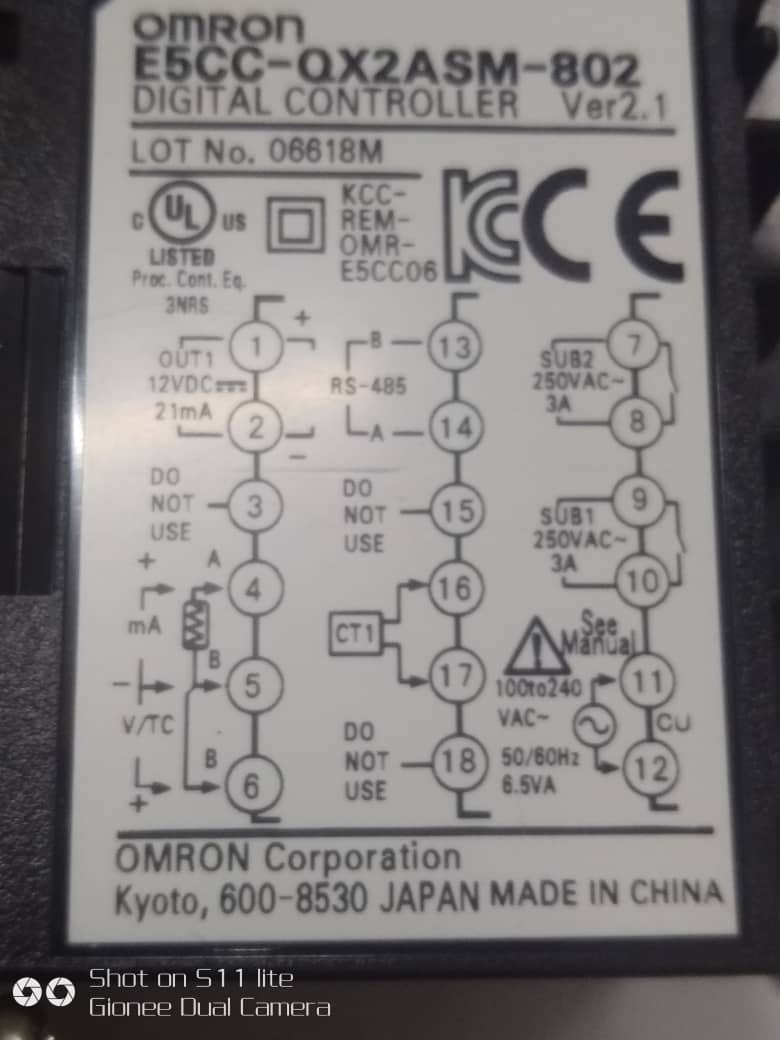 OMRON
E5CC-QX2ASM-802
DIGITAL CONTROLLER Ver2.1
LOT No. 06618M
C UL US
LISTED
Proc. Cont. Eq.
3NRS
KCC-
REM-
OMR-
E5CC06
CE
1 +
OUT1
12VDC
21mA
2 -
DO
NOT
USE
3
+ A
4
mA
B
- 5
V/TC
B
6
+
B 13
RS-485
A 14
DO
NOT
USE
15
16
CT1
17
DO
NOT
USE
18
7
SUB2
250VAC~
3A
8
9
SUB1
250VAC~
3A
10
See
Manual
100to240
VAC~
50/60Hz
6.5VA
11
CU
12
OMRON Corporation
Kyoto, 600-8530 JAPAN MADE IN CHINA
Shot on S11 lite
Gionee Dual Camera